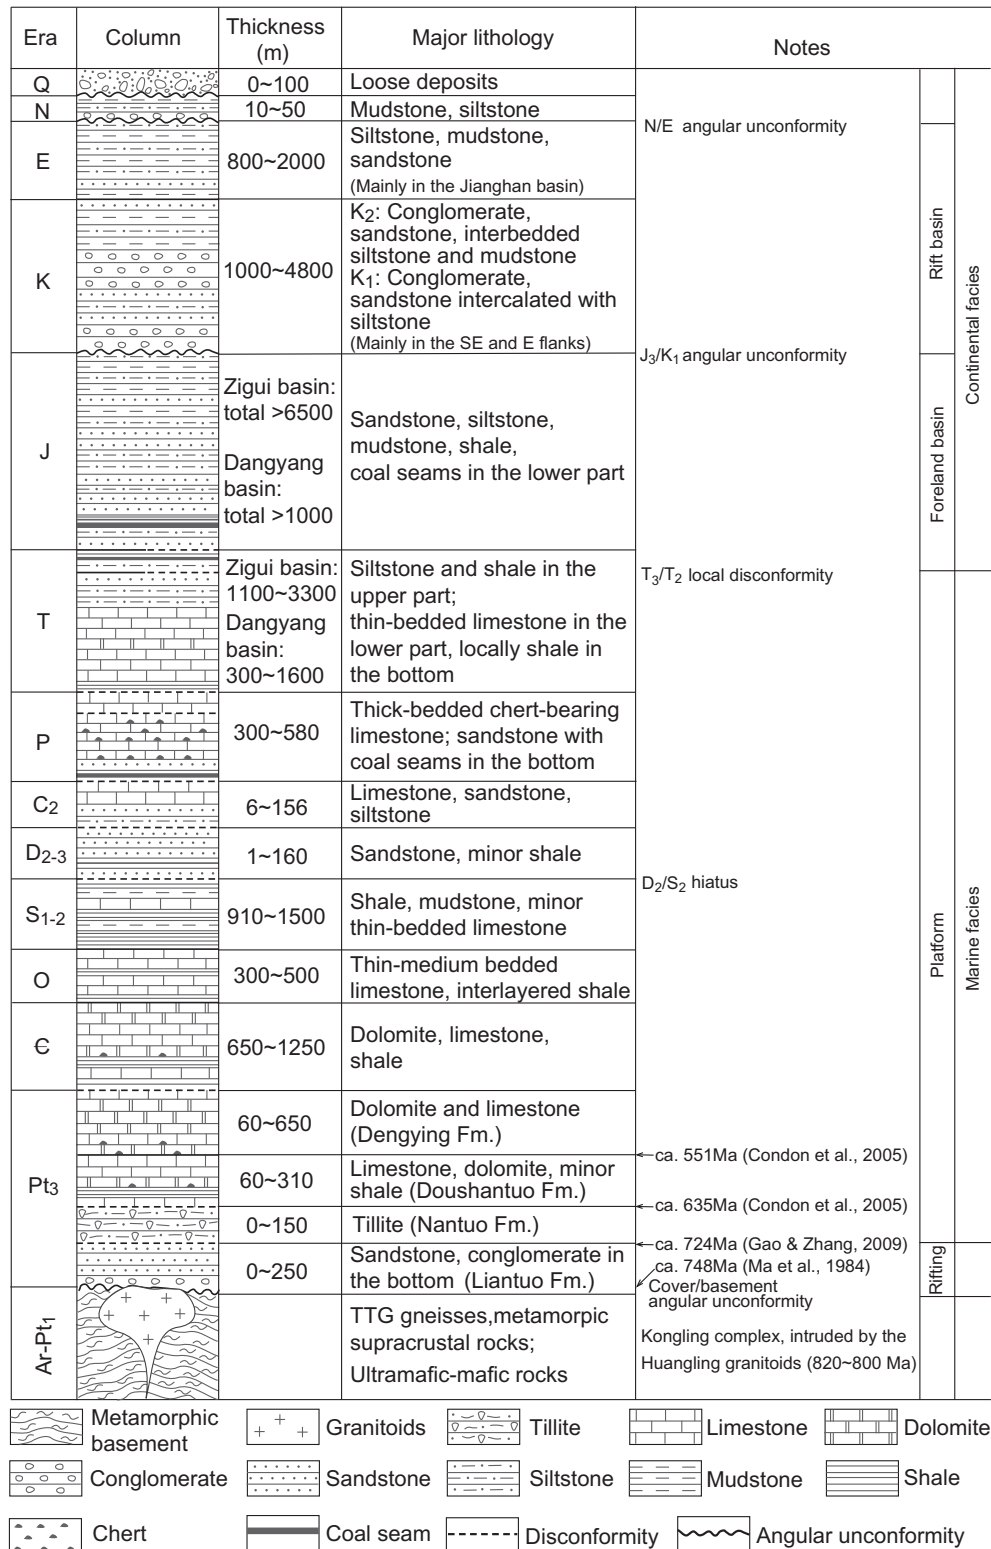 Era
Column
Thickness
(m)
Major lithology
Notes
Q
0~100
Loose deposits
N
10~50
Mudstone, siltstone
N/E angular unconformity
E
800~2000
Siltstone, mudstone,
sandstone
(Mainly in the Jianghan basin)
K
1000~4800
K2: Conglomerate,
sandstone, interbedded
siltstone and mudstone
K1: Conglomerate,
sandstone intercalated with
siltstone
(Mainly in the SE and E flanks)
J3/K1 angular unconformity
Rift basin
Continental facies
J
Zigui basin:
total >6500
Dangyang
basin:
total >1000
Sandstone, siltstone,
mudstone, shale,
coal seams in the lower part
Foreland basin
T
Zigui basin:
1100~3300
Dangyang
basin:
300~1600
Siltstone and shale in the
upper part;
thin-bedded limestone in the
lower part, locally shale in
the bottom
T3/T2 local disconformity
P
300~580
Thick-bedded chert-bearing
limestone; sandstone with
coal seams in the bottom
C2
6~156
Limestone, sandstone,
siltstone
D2-3
1~160
Sandstone, minor shale
D2/S2 hiatus
S1-2
910~1500
Shale, mudstone, minor
thin-bedded limestone
O
300~500
Thin-medium bedded
limestone, interlayered shale
Platform
Marine facies
Є
650~1250
Dolomite, limestone,
shale
Pt3
60~650
Dolomite and limestone
(Dengying Fm.)
ca. 551Ma (Condon et al., 2005)
60~310
Limestone, dolomite, minor
shale (Doushantuo Fm.)
ca. 635Ma (Condon et al., 2005)
0~150
Tillite (Nantuo Fm.)
ca. 724Ma (Gao & Zhang, 2009)
0~250
Sandstone, conglomerate in
the bottom (Liantuo Fm.)
ca. 748Ma (Ma et al., 1984)
Cover/basement
angular unconformity
Rifting
Ar-Pt1
TTG gneisses,metamorpic
supracrustal rocks;
Ultramafic-mafic rocks
Kongling complex, intruded by the
Huangling granitoids (820~800 Ma)
Metamorphic
basement
Granitoids
Tillite
Limestone
Dolomite
Conglomerate
Sandstone
Siltstone
Mudstone
Shale
Chert
Coal seam
Disconformity
Angular unconformity